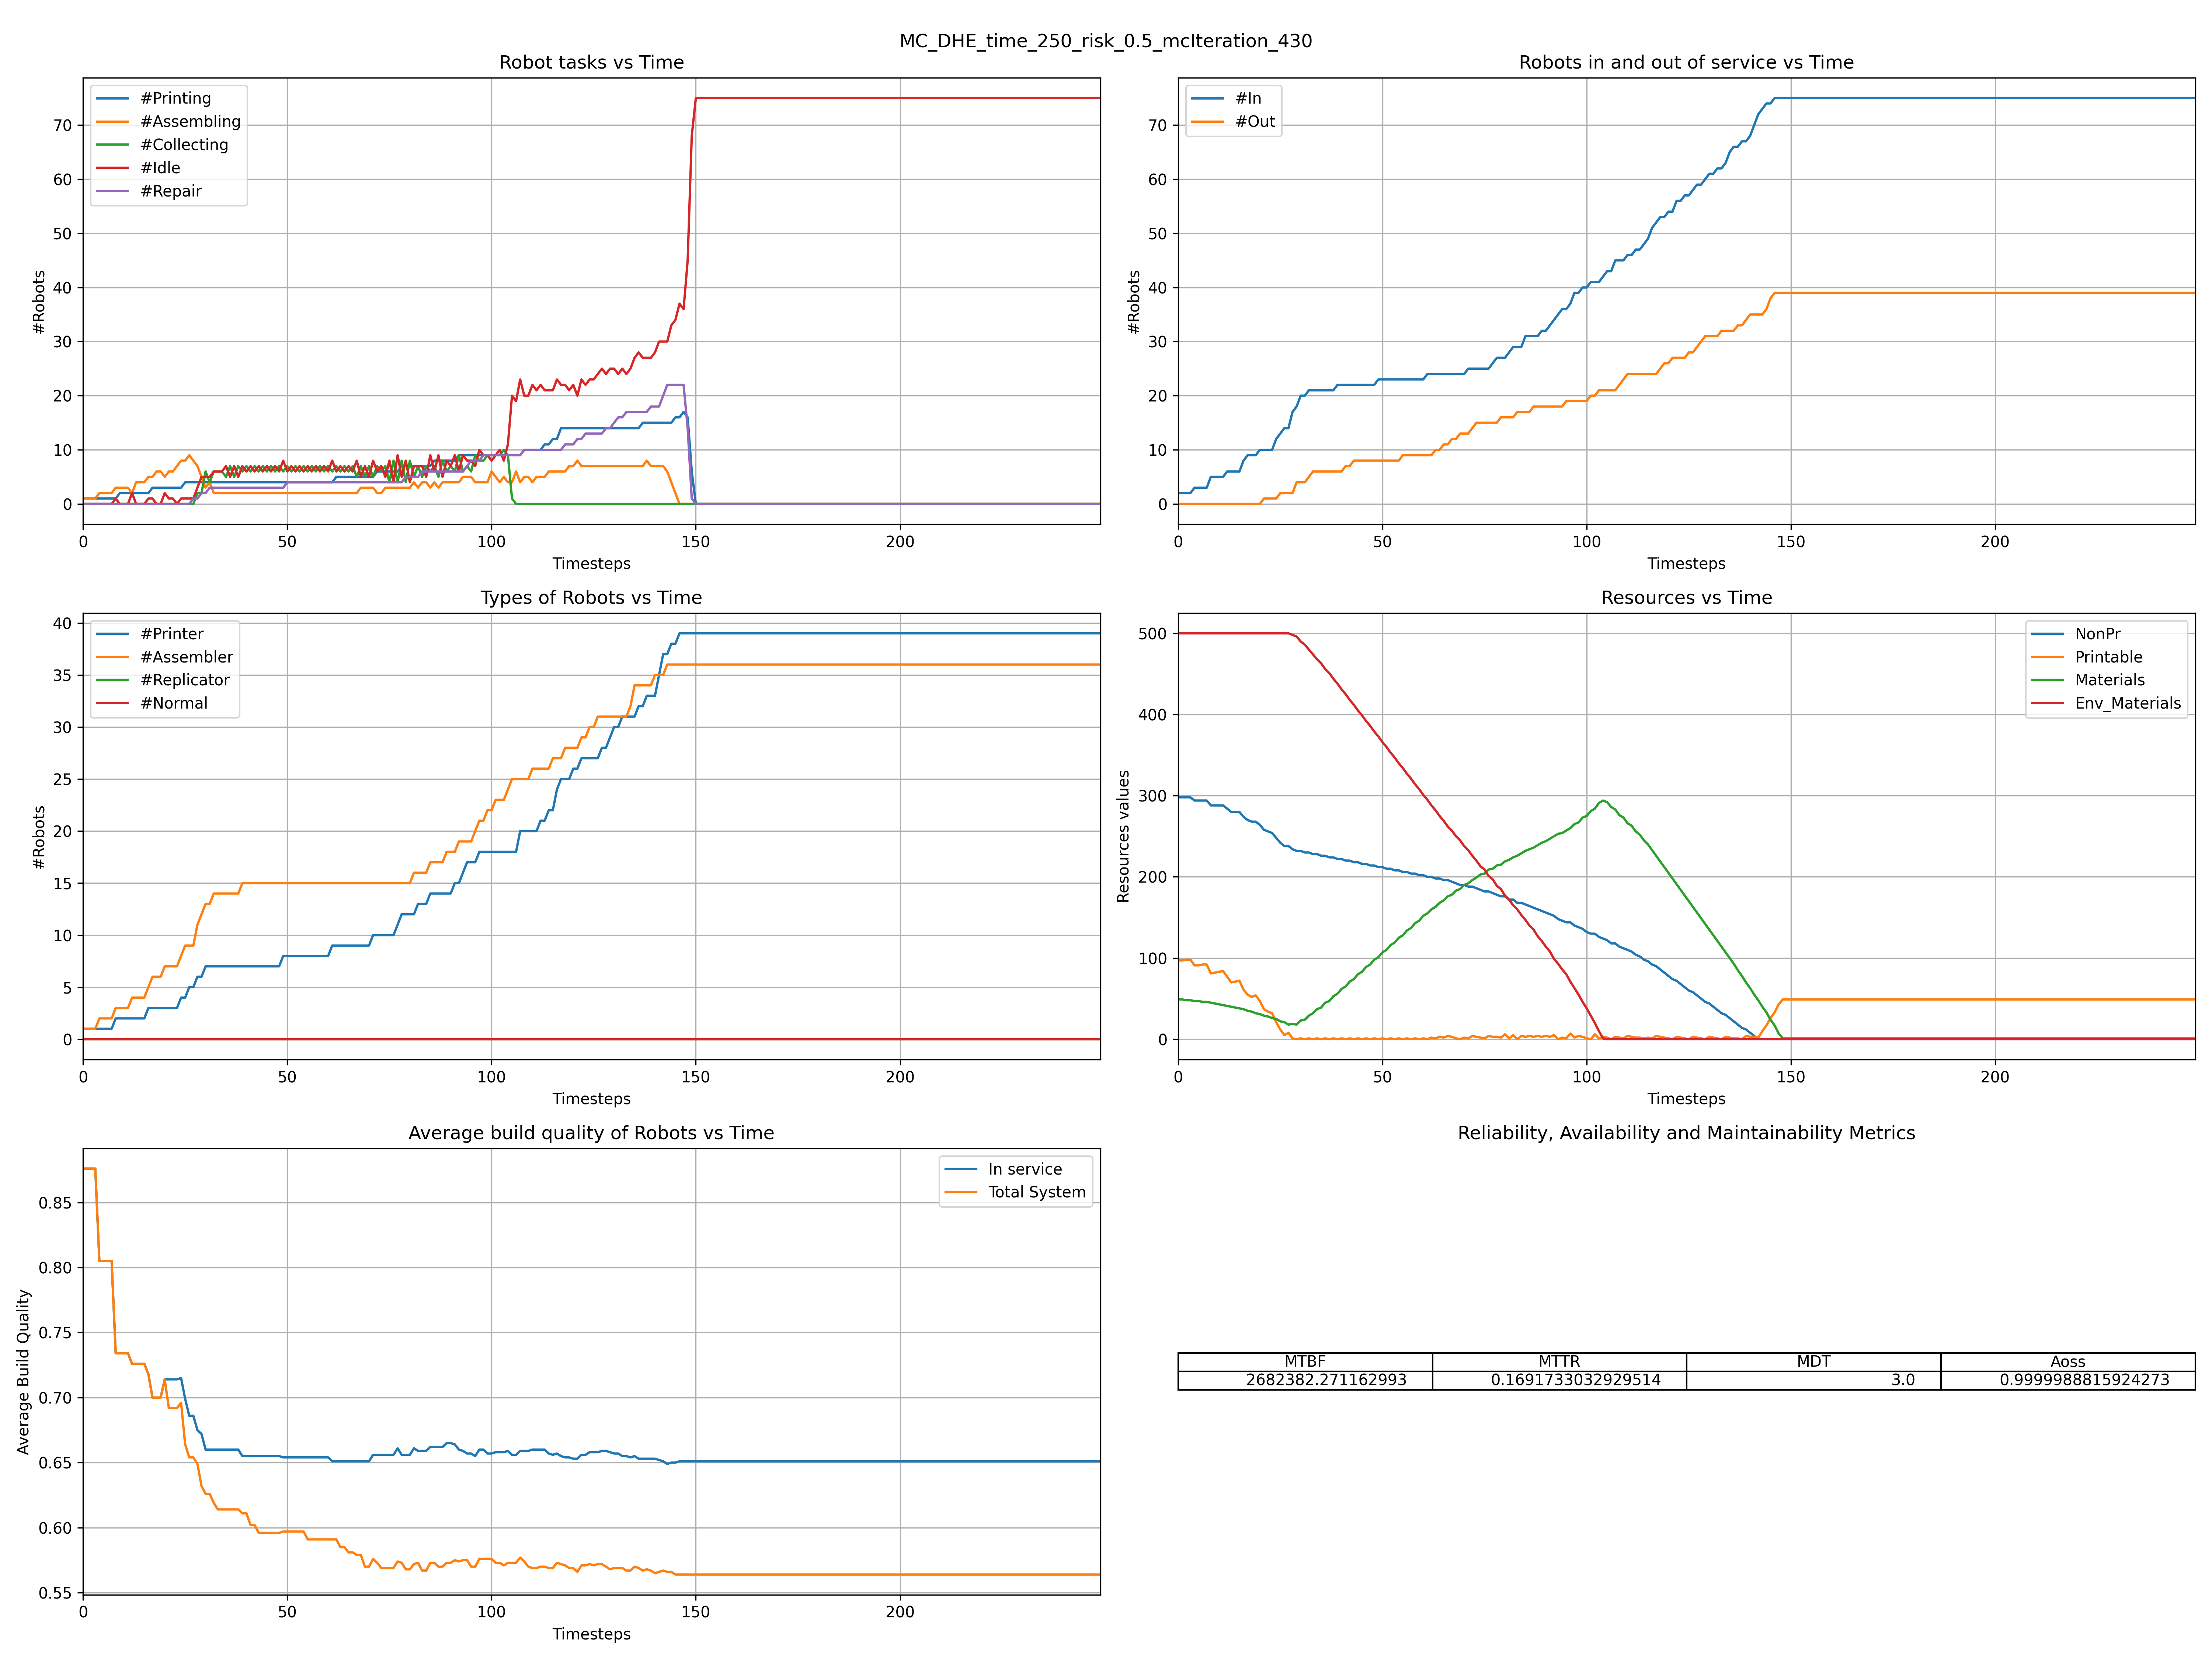 MC_DHE_time_250_risk_0.5_mcIteration_430
Robot tasks vs Time
#Printing
#Assembling
#Collecting
#Idle
#Repair
70
60
50
40
30
20
10
0
#Robots
0 50 100 150 200
Timesteps
Robots in and out of service vs Time
#In
#Out
70
60
50
40
30
20
10
0
#Robots
0 50 100 150 200
Timesteps
Types of Robots vs Time
#Printer
#Assembler
#Replicator
#Normal
40
35
30
25
20
15
10
5
0
#Robots
0 50 100 150 200
Timesteps
Resources vs Time
NonPr
Printable
Materials
Env_Materials
500
400
300
200
100
0
Resources values
0 50 100 150 200
Timesteps
Average build quality of Robots vs Time
In service
Total System
0.85
0.80
0.75
0.70
0.65
0.60
0.55
Average Build Quality
0 50 100 150 200
Timesteps
Reliability, Availability and Maintainability Metrics
MTBF MTTR MDT Aoss
2682382.271162993 0.1691733032929514 3.0 0.9999988815924273